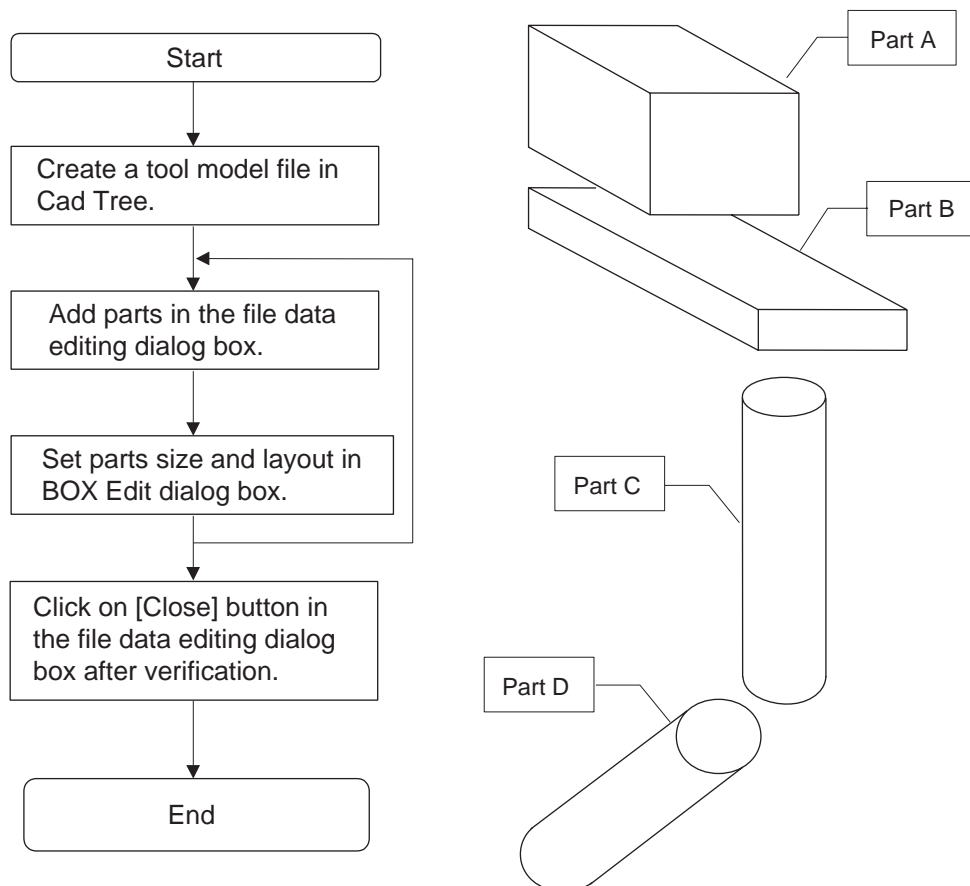 Start
Create a tool model file in
Cad Tree.
Add parts in the file data
editing dialog box.
Set parts size and layout in
BOX Edit dialog box.
Click on [Close] button in
the file data editing dialog
box after verification.
End
Part A
Part B
Part C
Part D